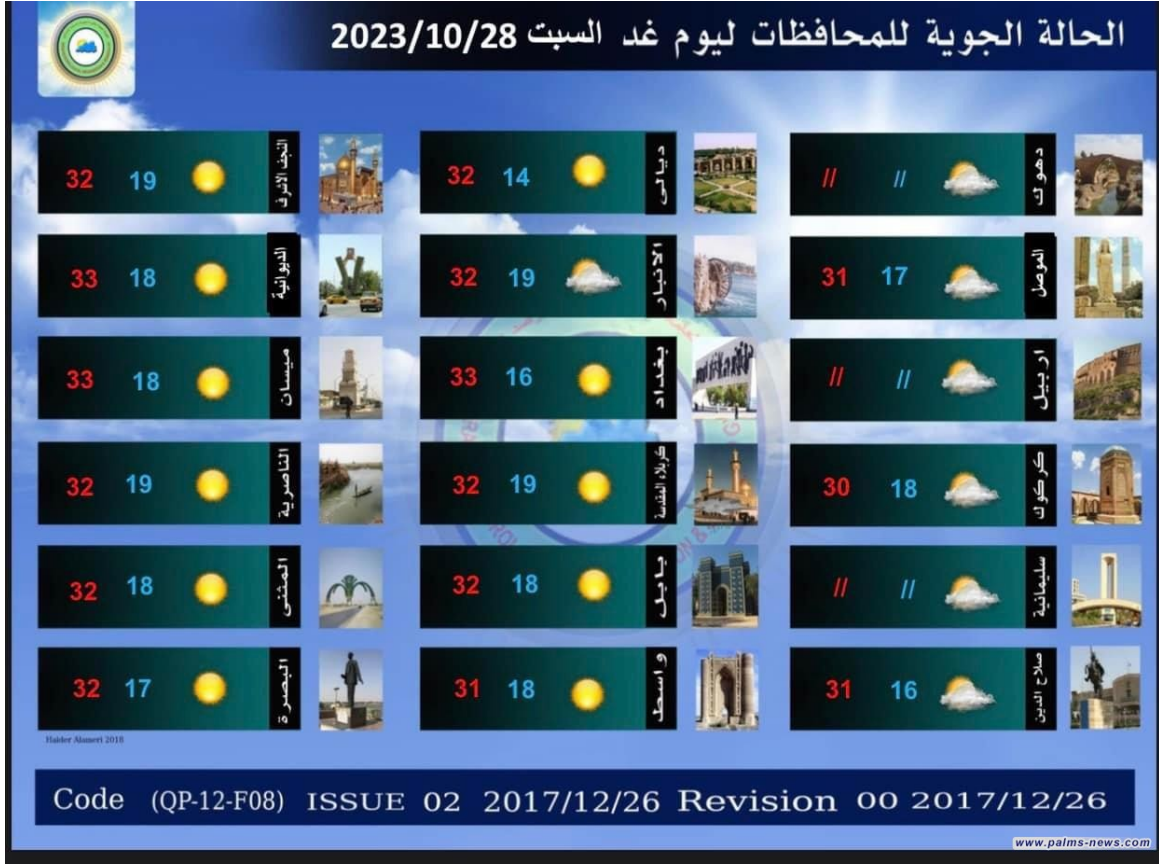 الحالة الجوية للمحافظات ليوم غد السبت 2023/10/28
دهوك // //
ديالى 14 32
النجف الاشرف 19 32
الموصل 17 31
الانبار 19 32
الديوانية 18 33
اربيل // //
بغداد 16 33
ميسان 18 33
كركوك 18 30
كربلاء المقدسة 19 32
الناصرية 19 32
سليمانية // //
بابل 18 32
المثنى 18 32
صلاح الدين 16 31
واسط 18 31
البصرة 17 32
Code (QP-12-F08) ISSUE 02 2017/12/26 Revision 00 2017/12/26
www.palms-news.com